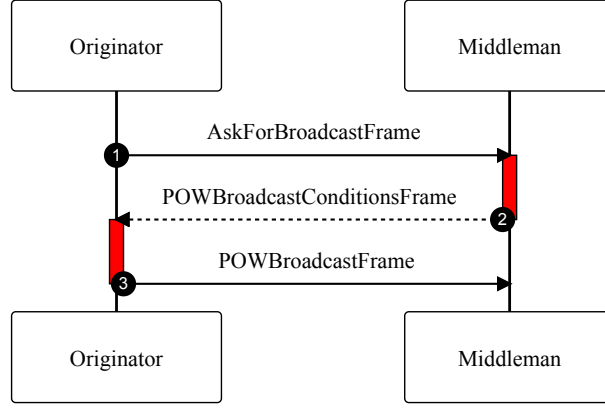 Originator
Middleman
AskForBroadcastFrame
1
POWBroadcastConditionsFrame
2
POWBroadcastFrame
3
Originator
Middleman